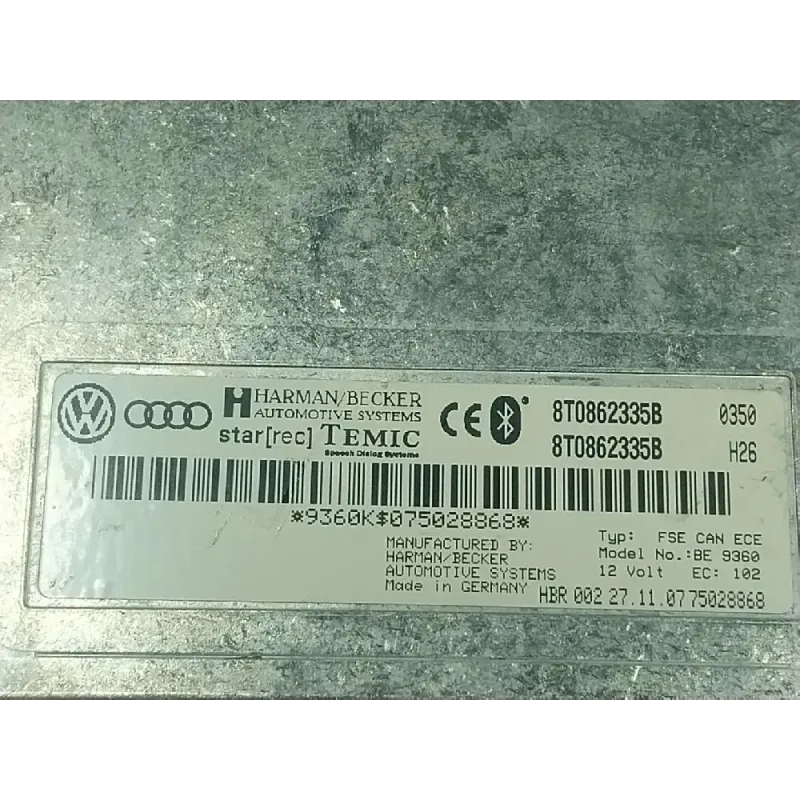 HARMAN/BECKER
AUTOMOTIVE SYSTEMS
star[rec] TEMIC
Speech Dialog Systems
CE
8T0862335B 0350
8T0862335B H26
*9360K$075028868*
MANUFACTURED BY:
HARMAN/BECKER
AUTOMOTIVE SYSTEMS
Made in GERMANY
Typ: FSE CAN ECE
Model No.:BE 9360
12 Volt EC: 102
HBR 002 27.11.0775028868